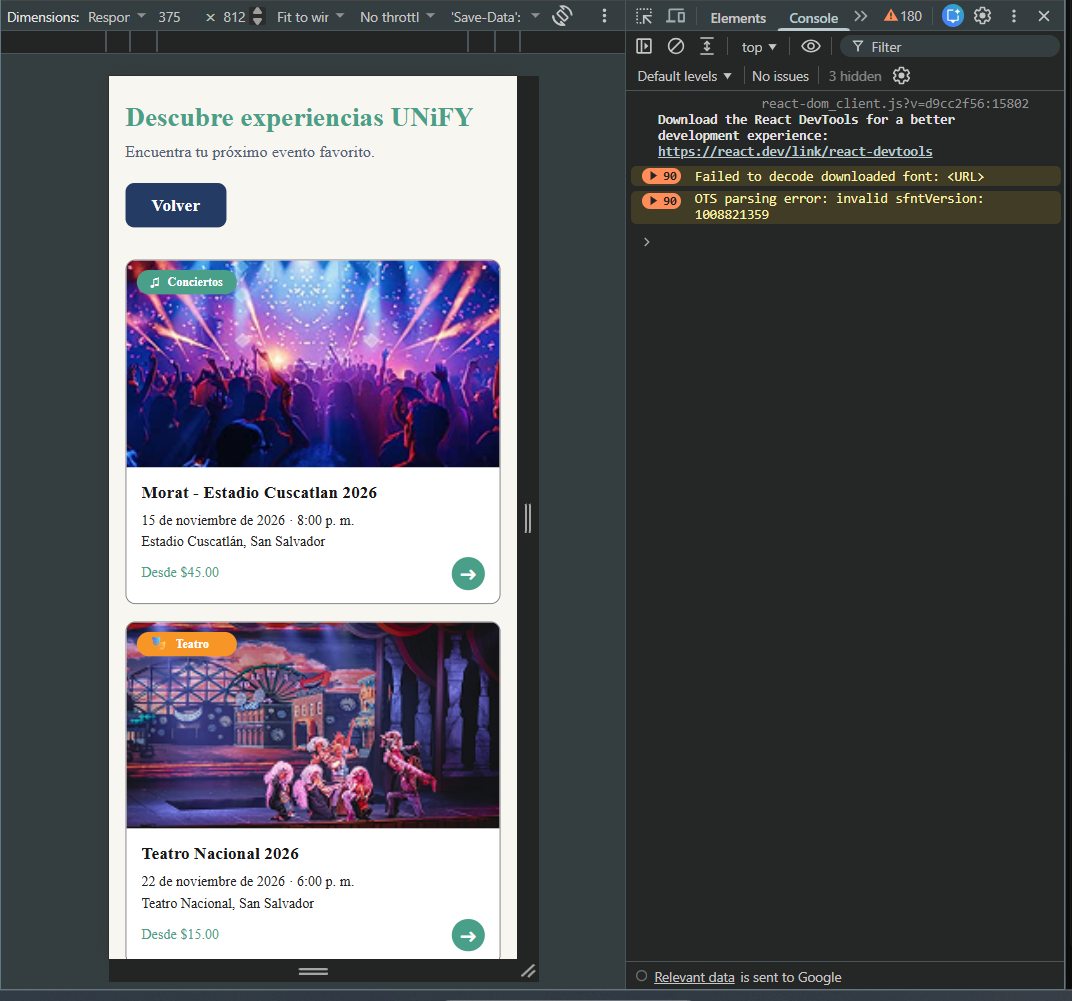 Dimensions: Respor 375 × 812 Fit to wir No throttl 'Save-Data':
Elements Console 180
top Filter
Default levels No issues 3 hidden
react-dom_client.js?v=d9cc2f56:15802
Download the React DevTools for a better
development experience:
https://react.dev/link/react-devtools
90 Failed to decode downloaded font: <URL>
90 OTS parsing error: invalid sfntVersion:
1008821359
Relevant data is sent to Google
Descubre experiencias UNiFY
Encuentra tu próximo evento favorito.
Volver
Conciertos
Morat - Estadio Cuscatlan 2026
15 de noviembre de 2026 · 8:00 p. m.
Estadio Cuscatlán, San Salvador
Desde $45.00
Teatro
Teatro Nacional 2026
22 de noviembre de 2026 · 6:00 p. m.
Teatro Nacional, San Salvador
Desde $15.00